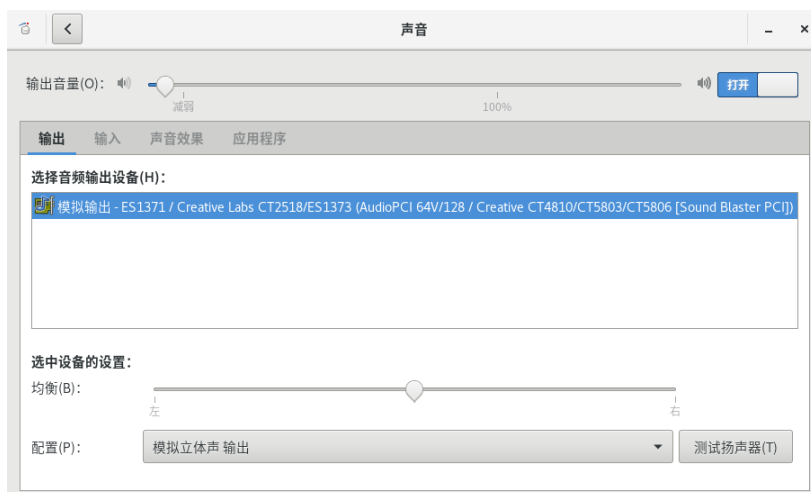 声音
输出音量(O)： 打开
减弱 100%
输出 输入 声音效果 应用程序
选择音频输出设备(H)：
模拟输出 - ES1371 / Creative Labs CT2518/ES1373 (AudioPCI 64V/128 / Creative CT4810/CT5803/CT5806 [Sound Blaster PCI])
选中设备的设置：
均衡(B)：
左 右
配置(P)： 模拟立体声 输出 测试扬声器(T)